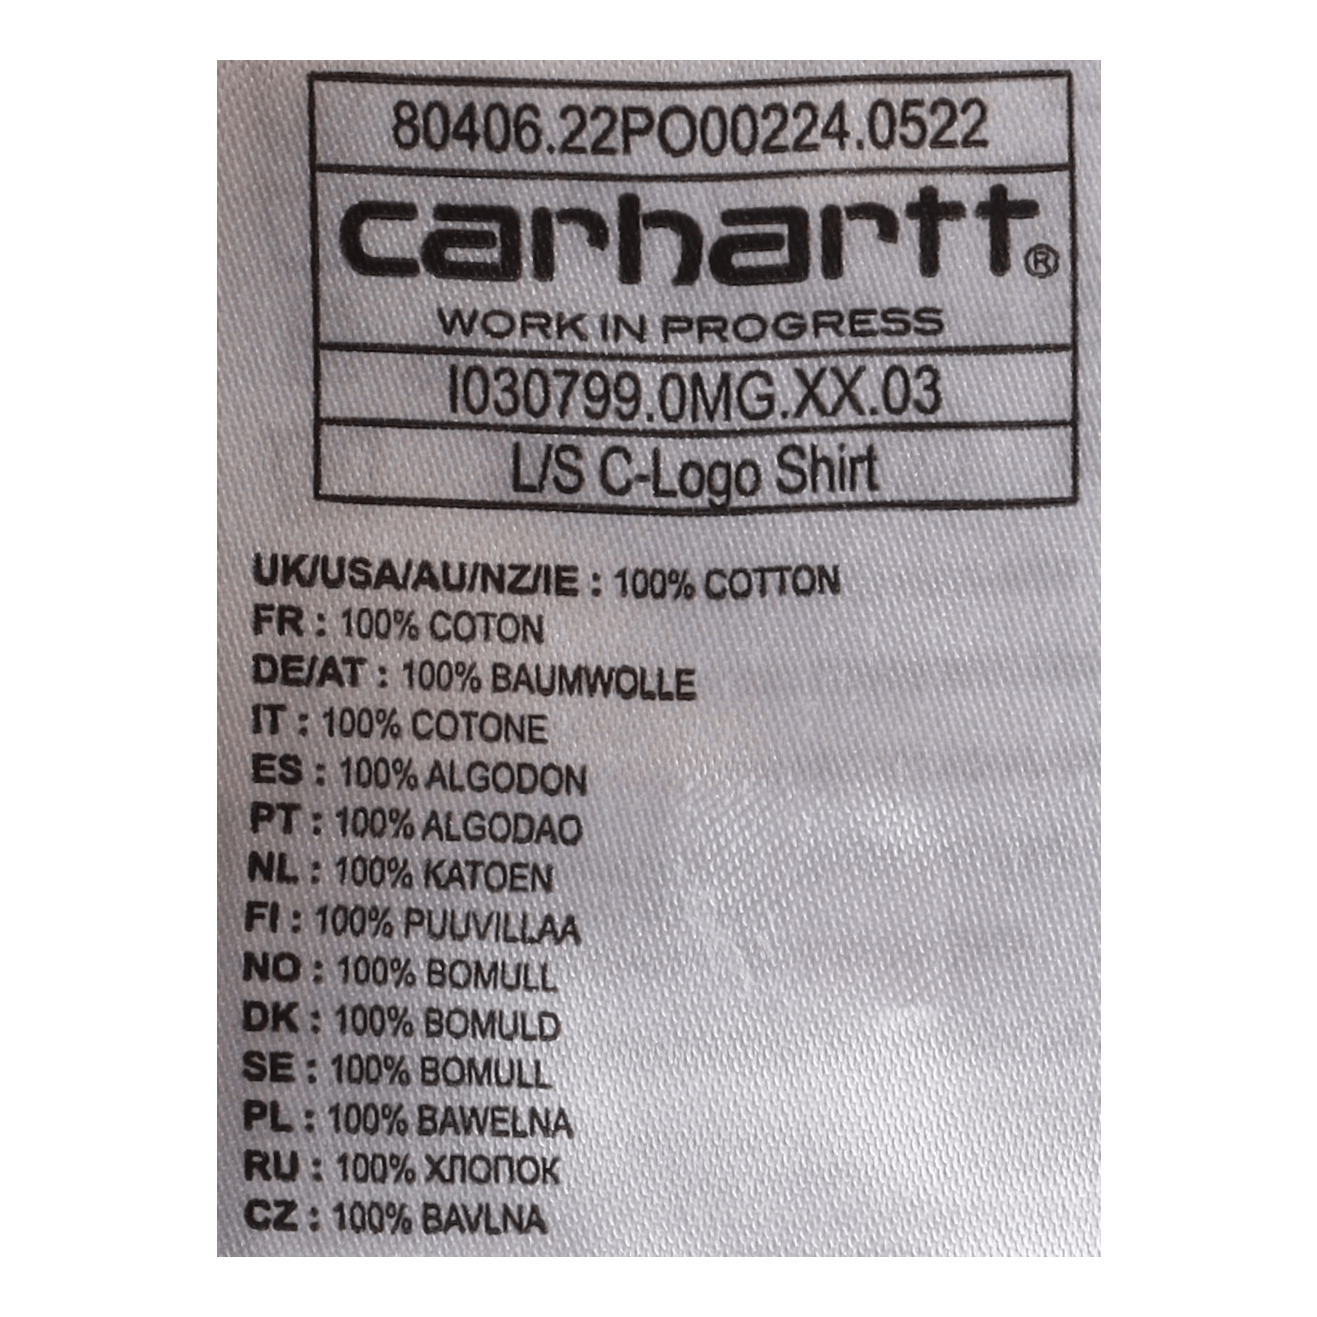 80406.22PO00224.0522
carhartt®
WORK IN PROGRESS
I030799.0MG.XX.03
L/S C-Logo Shirt
UK/USA/AU/NZ/IE : 100% COTTON
FR : 100% COTON
DE/AT : 100% BAUMWOLLE
IT : 100% COTONE
ES : 100% ALGODON
PT : 100% ALGODAO
NL : 100% KATOEN
FI : 100% PUUVILLAA
NO : 100% BOMULL
DK : 100% BOMULD
SE : 100% BOMULL
PL : 100% BAWEŁNA
RU : 100% ХПОПОК
CZ : 100% BAVLNA